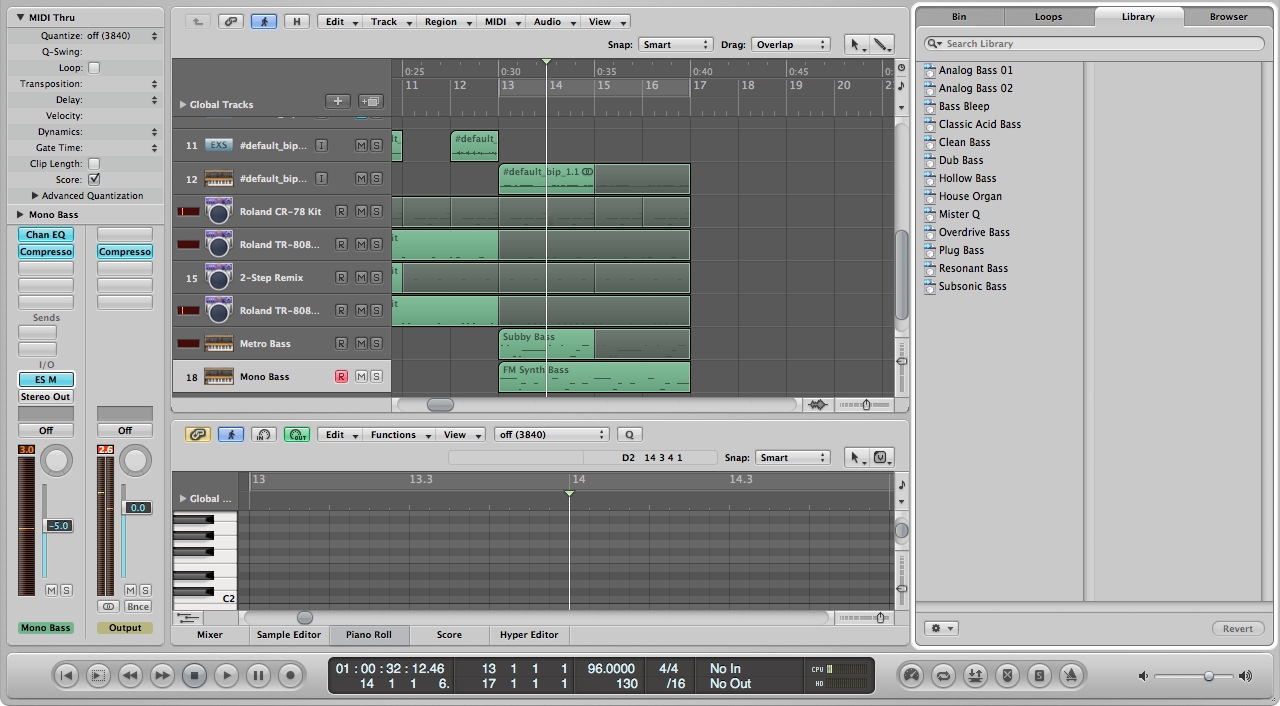 MIDI Thru
Quantize: off (3840)
Q-Swing:
Loop:
Transposition:
Delay:
Velocity:
Dynamics:
Gate Time:
Clip Length:
Score:
Advanced Quantization
Mono Bass
Chan EQ
Compresso Compresso
Sends
I/O
ES M
Stereo Out
Off Off
3.0 2.6
-5.0 0.0
M S M S
Bnce
Mono Bass Output
H Edit Track Region MIDI Audio View
Snap: Smart Drag: Overlap
0:25 0:30 0:35 0:40 0:45 0:
11 12 13 14 15 16 17 18 19 20 21
Global Tracks
11 EXS #default_bip... I M S #default_
12 #default_bip... I M S #default_bip_1.1
Roland CR-78 Kit R M S
Roland TR-808... R M S it
15 2-Step Remix R M S it
Roland TR-808... R M S it
Metro Bass R M S Subby Bass
18 Mono Bass R M S FM Synth Bass
IN OUT Edit Functions View off (3840) Q
D2 14 3 4 1 Snap: Smart
13 13.3 14 14.3
Global ...
C2
Mixer Sample Editor Piano Roll Score Hyper Editor
Bin Loops Library Browser
Search Library
Analog Bass 01
Analog Bass 02
Bass Bleep
Classic Acid Bass
Clean Bass
Dub Bass
Hollow Bass
House Organ
Mister Q
Overdrive Bass
Plug Bass
Resonant Bass
Subsonic Bass
Revert
01 : 00 : 32 : 12.46 13 1 1 1 96.0000 4/4 No In CPU
14 1 1 6. 17 1 1 1 130 /16 No Out HD
S